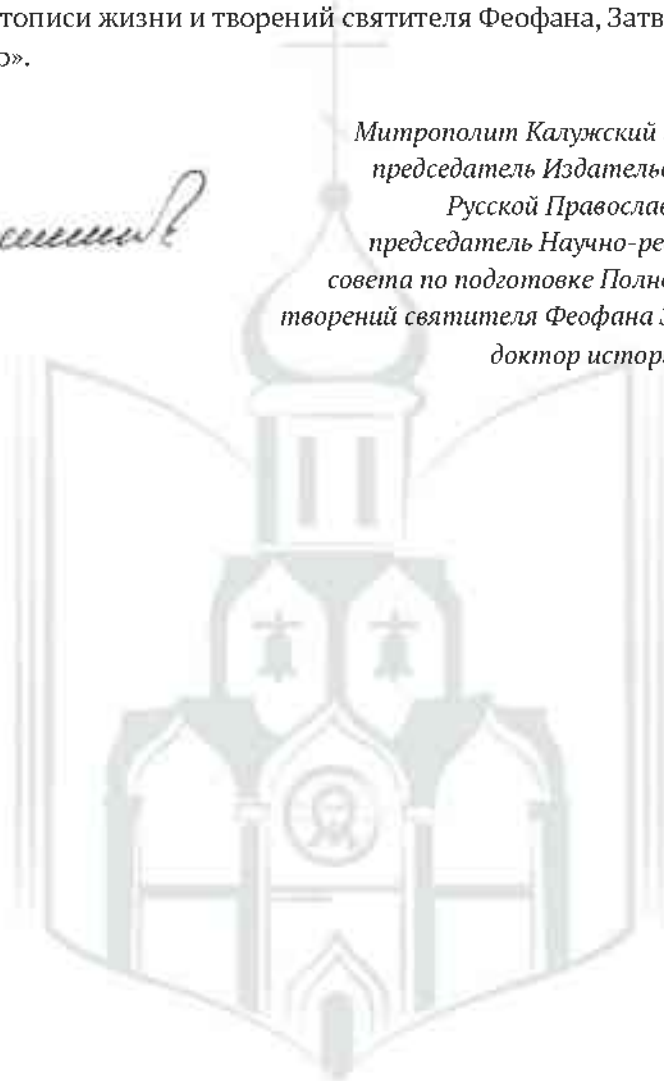 тописи жизни и творений святителя Феофана, Затв
о».
Митрополит Калужский
председатель Издатель
Русской Православ
председатель Научно-ре
совета по подготовке Полн
творений святителя Феофана З
доктор истор